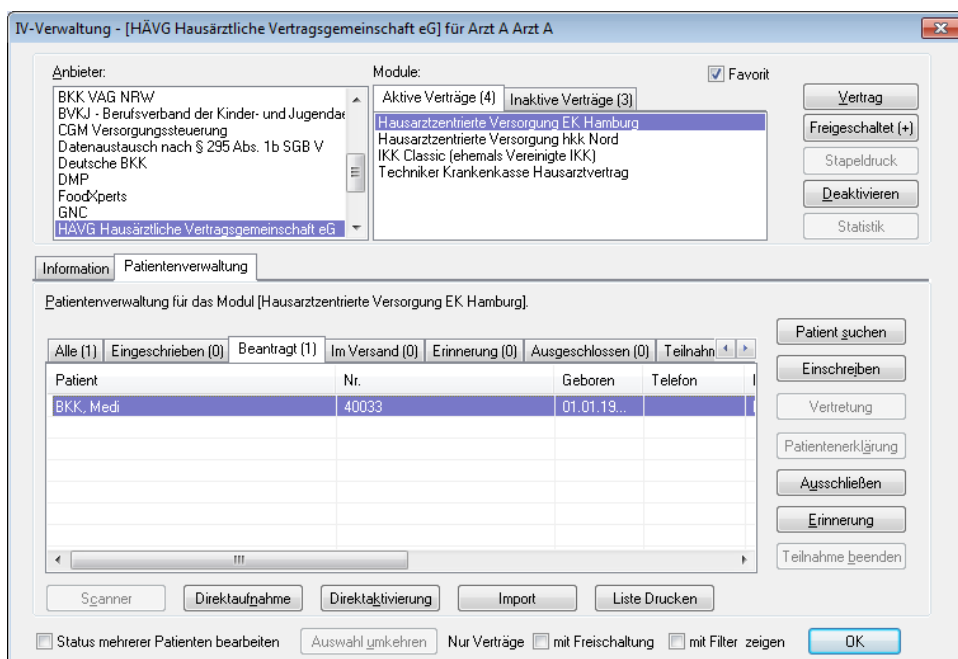 IV-Verwaltung - [HÄVG Hausärztliche Vertragsgemeinschaft eG] für Arzt A Arzt A
Anbieter:
BKK VAG NRW
BVKJ - Berufsverband der Kinder- und Jugendae
CGM Versorgungssteuerung
Datenaustausch nach § 295 Abs. 1b SGB V
Deutsche BKK
DMP
FoodXperts
GNC
HÄVG Hausärztliche Vertragsgemeinschaft eG
Module:
Favorit
Aktive Verträge (4) Inaktive Verträge (3)
Hausarztzentrierte Versorgung EK Hamburg
Hausarztzentrierte Versorgung hkk Nord
IKK Classic (ehemals Vereinigte IKK)
Techniker Krankenkasse Hausarztvertrag
Vertrag
Freigeschaltet (+)
Stapeldruck
Deaktivieren
Statistik
Information Patientenverwaltung
Patientenverwaltung für das Modul [Hausarztzentrierte Versorgung EK Hamburg].
Alle (1) Eingeschrieben (0) Beantragt (1) Im Versand (0) Erinnerung (0) Ausgeschlossen (0) Teilnahn
Patient Nr. Geboren Telefon
BKK, Medi 40033 01.01.19...
Patient suchen
Einschreiben
Vertretung
Patientenerklärung
Ausschließen
Erinnerung
Teilnahme beenden
Scanner Direktaufnahme Direktaktivierung Import Liste Drucken
Status mehrerer Patienten bearbeiten Auswahl umkehren Nur Verträge mit Freischaltung mit Filter zeigen OK